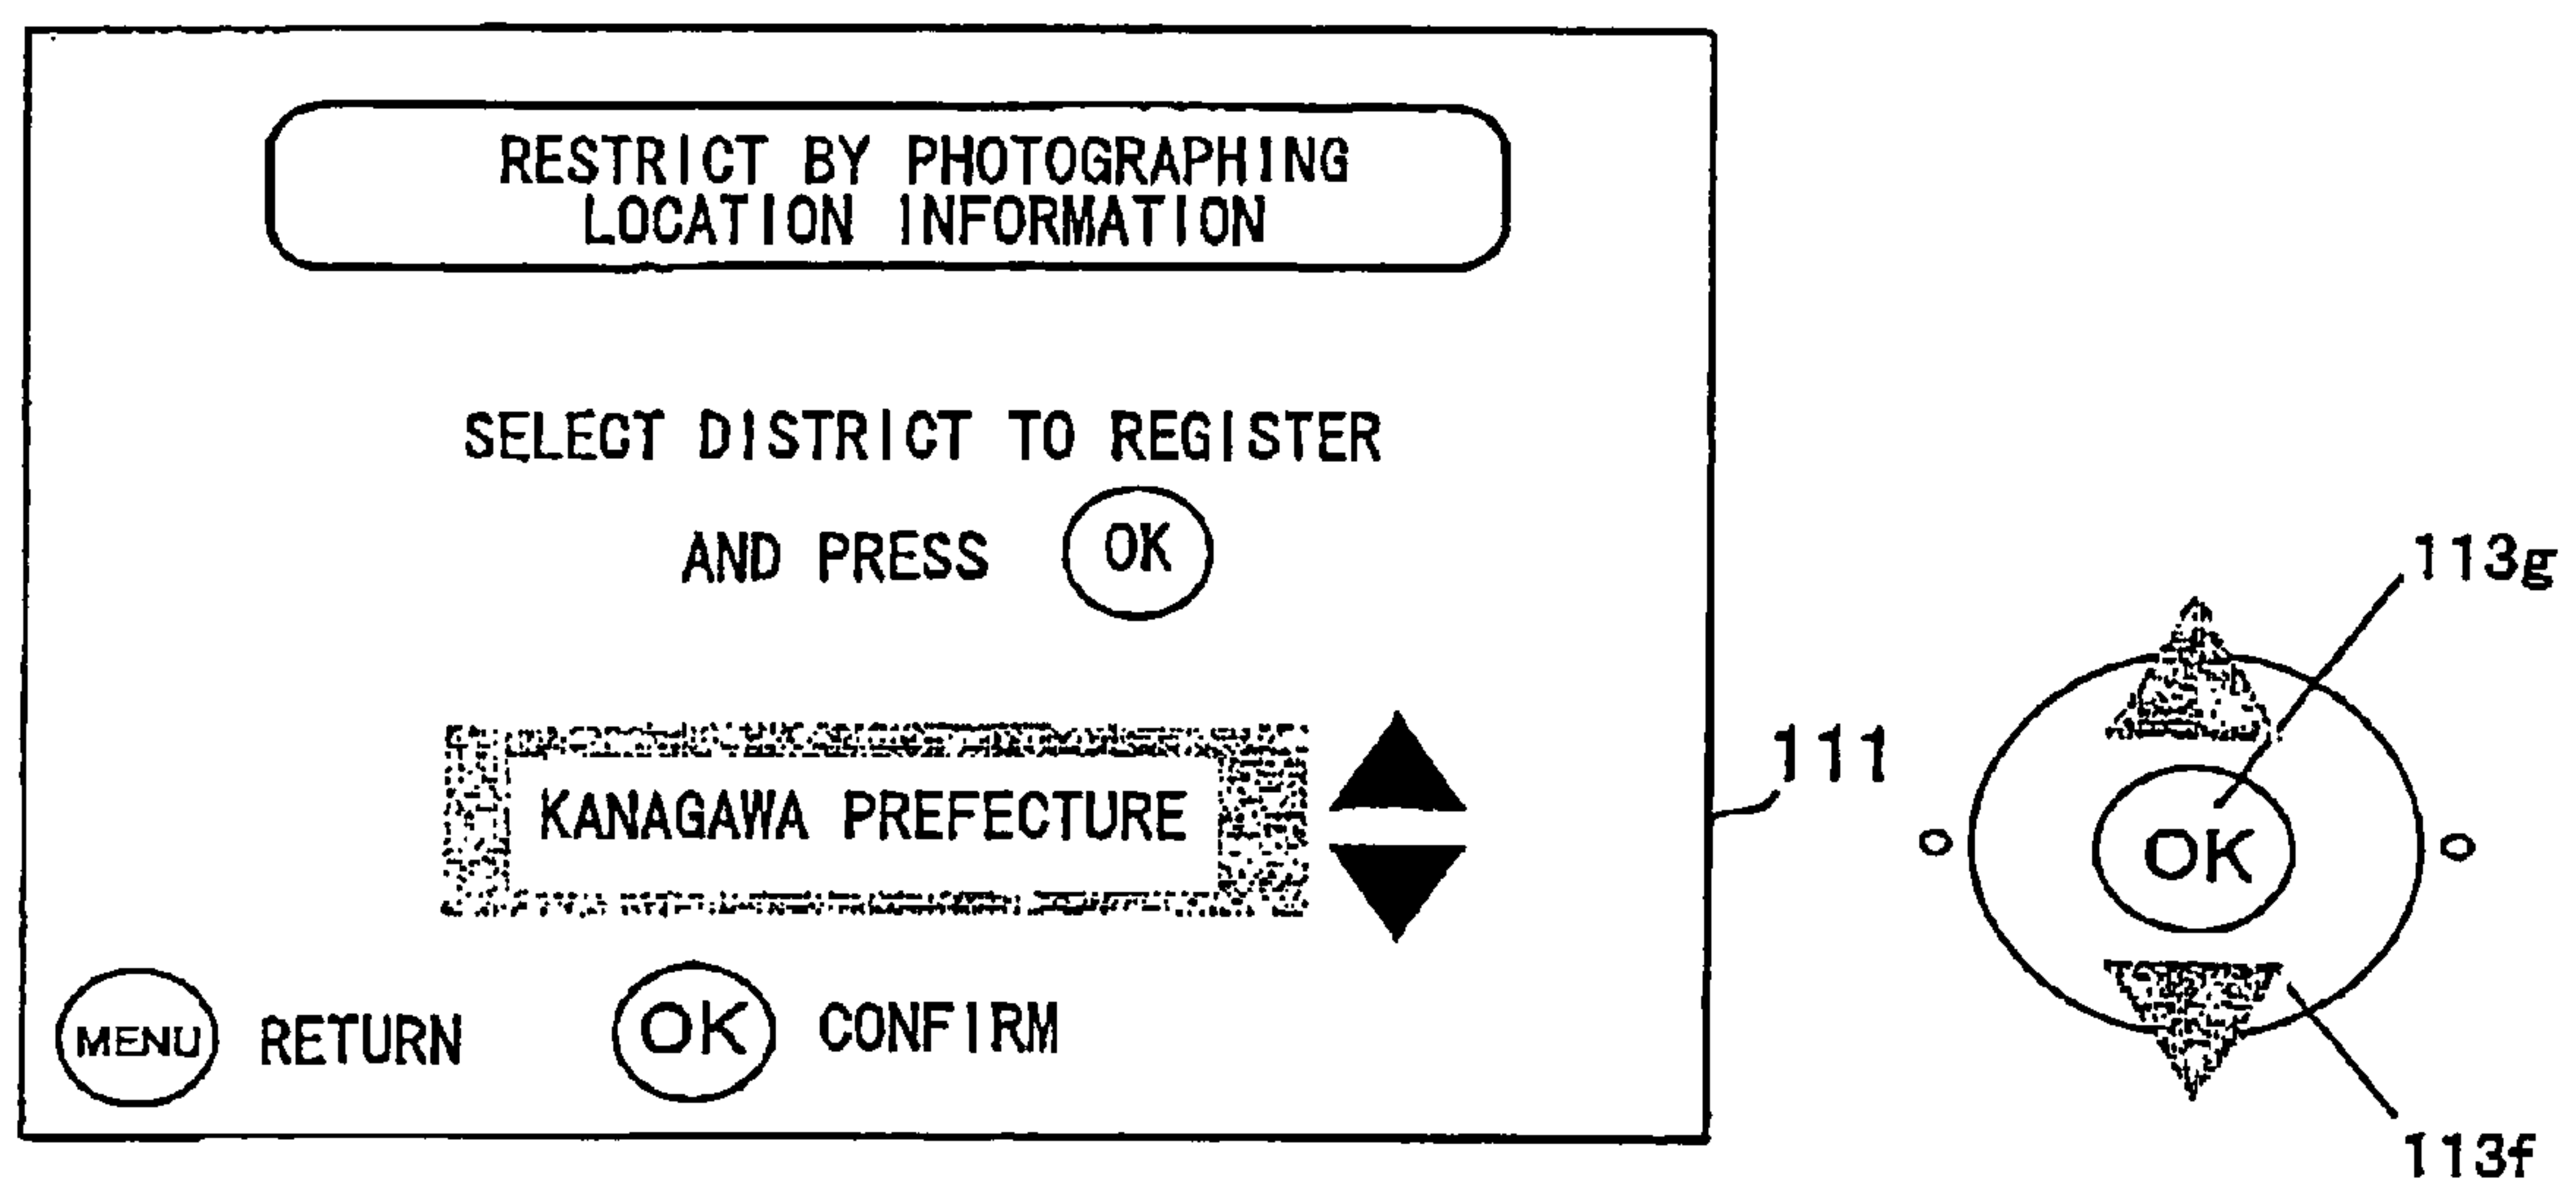 RESTRICT BY PHOTOGRAPHING
LOCATION INFORMATION
SELECT DISTRICT TO REGISTER
AND PRESS OK
KANAGAWA PREFECTURE
MENU RETURN OK CONFIRM
111
113g
OK
113f